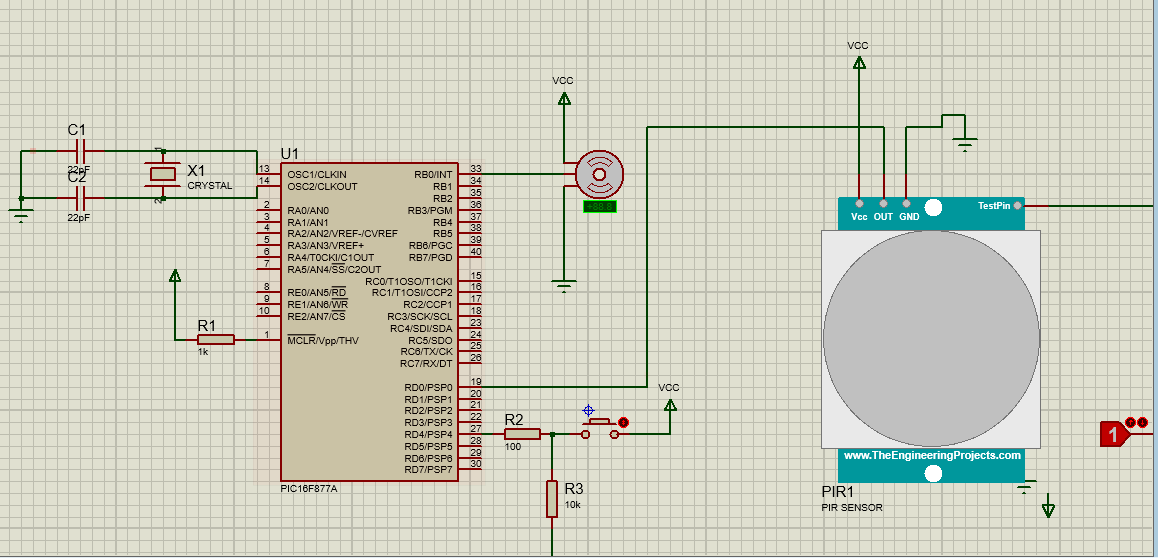 VCC
VCC
C1
22pF
C2
22pF
X1
CRYSTAL
1
2
U1
13 OSC1/CLKIN RB0/INT 33
14 OSC2/CLKOUT RB1 34
RB2 35
2 RA0/AN0 RB3/PGM 36
3 RA1/AN1 RB4 37
4 RA2/AN2/VREF-/CVREF RB5 38
5 RA3/AN3/VREF+ RB6/PGC 39
6 RA4/T0CKI/C1OUT RB7/PGD 40
7 RA5/AN4/SS/C2OUT
RC0/T1OSO/T1CKI 15
8 RE0/AN5/RD RC1/T1OSI/CCP2 16
9 RE1/AN6/WR RC2/CCP1 17
10 RE2/AN7/CS RC3/SCK/SCL 18
RC4/SDI/SDA 23
1 MCLR/Vpp/THV RC5/SDO 24
RC6/TX/CK 25
RC7/RX/DT 26
RD0/PSP0 19
RD1/PSP1 20
RD2/PSP2 21
RD3/PSP3 22
RD4/PSP4 27
RD5/PSP5 28
RD6/PSP6 29
RD7/PSP7 30
PIC16F877A
R1
1k
R2
100
VCC
R3
10k
Vcc OUT GND TestPin
www.TheEngineeringProjects.com
PIR1
PIR SENSOR
1